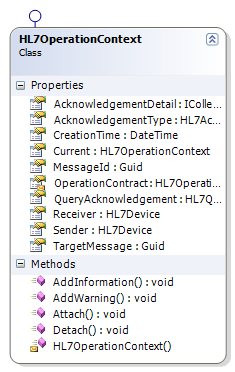 HL7OperationContext
Class
Properties
AcknowledgementDetail : IColle...
AcknowledgementType : HL7Ac...
CreationTime : DateTime
Current : HL7OperationContext
MessageId : Guid
OperationContract : HL7Operati...
QueryAcknowledgement : HL7Q...
Receiver : HL7Device
Sender : HL7Device
TargetMessage : Guid
Methods
AddInformation() : void
AddWarning() : void
Attach() : void
Detach() : void
HL7OperationContext()